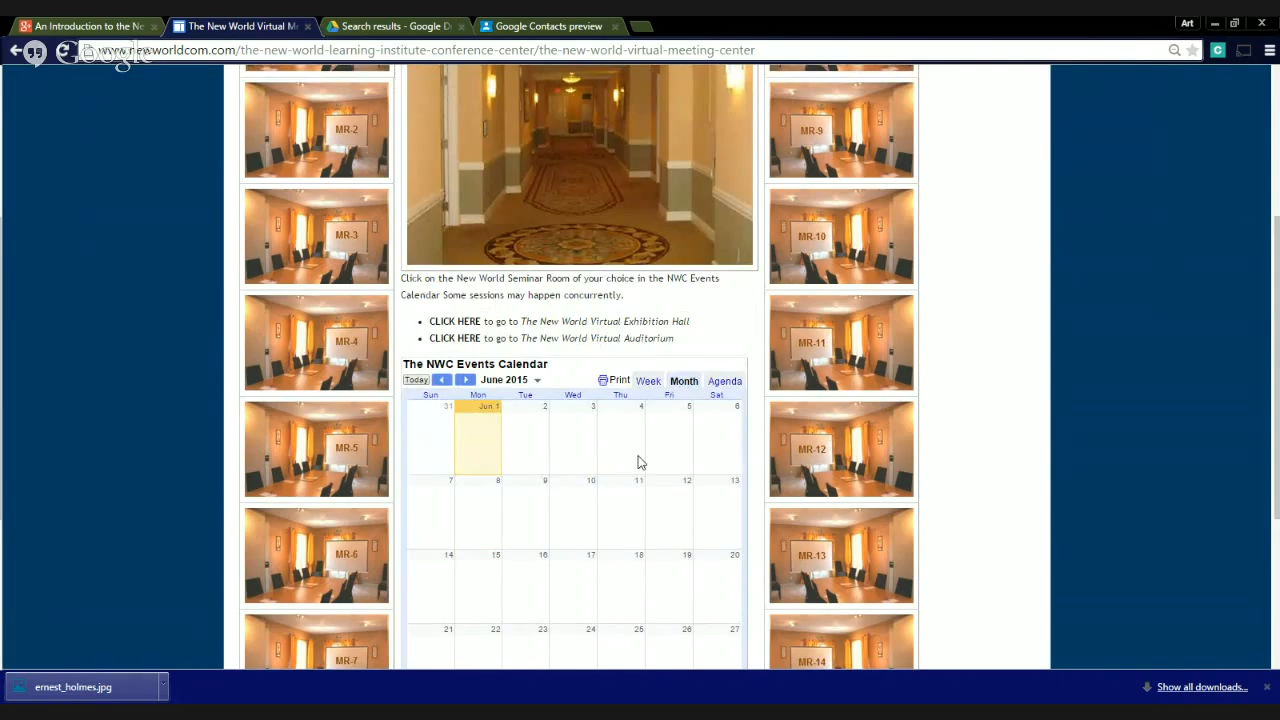 An Introduction to the Ne
The New World Virtual M
Search results - Google D
Google Contacts preview
Art
www.newworldcom.com/the-new-world-learning-institute-conference-center/the-new-world-virtual-meeting-center
Google
MR-2
MR-9
MR-3
MR-10
Click on the New World Seminar Room of your choice in the NWC Events
Calendar Some sessions may happen concurrently.
• CLICK HERE to go to The New World Virtual Exhibition Hall
• CLICK HERE to go to The New World Virtual Auditorium
MR-4
MR-11
The NWC Events Calendar
Today June 2015 Print Week Month Agenda
Sun Mon Tue Wed Thu Fri Sat
31 Jun 1 2 3 4 5 6
MR-5
MR-12
7 8 9 10 11 12 13
MR-6
MR-13
14 15 16 17 18 19 20
21 22 23 24 25 26 27
MR-7
MR-14
ernest_holmes.jpg
Show all downloads...